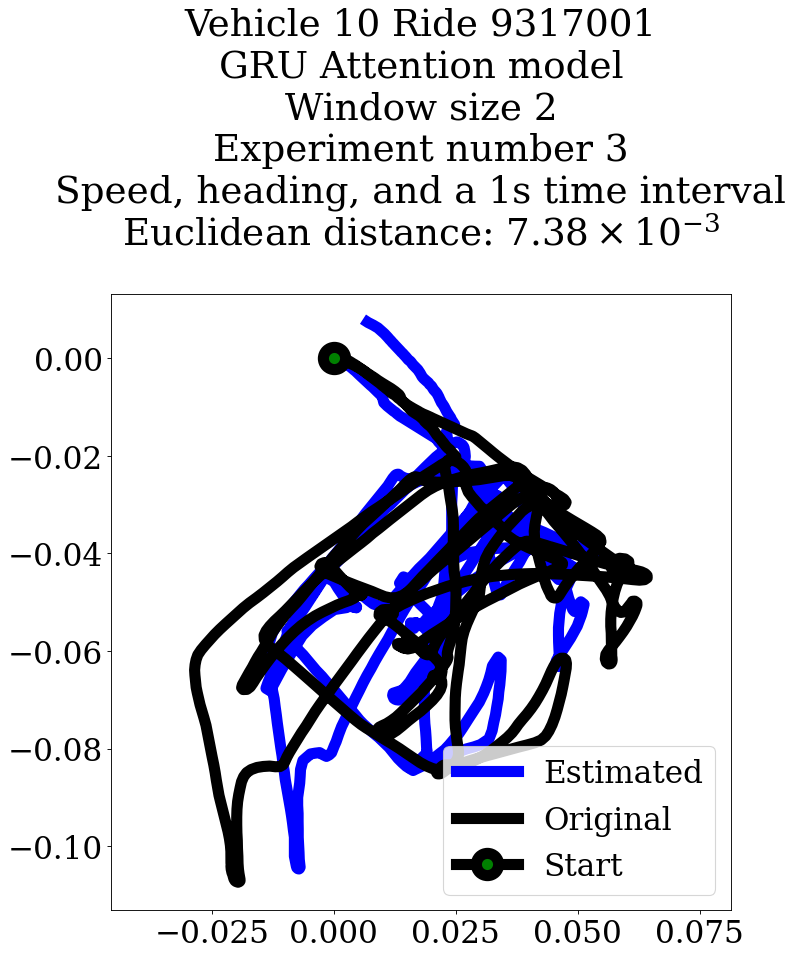 Vehicle 10 Ride 9317001
GRU Attention model
Window size 2
Experiment number 3
Speed, heading, and a 1s time interval
Euclidean distance: 7.38 × 10⁻³
0.00
−0.02
−0.04
−0.06
−0.08
−0.10
Estimated
Original
Start
−0.025 0.000 0.025 0.050 0.075